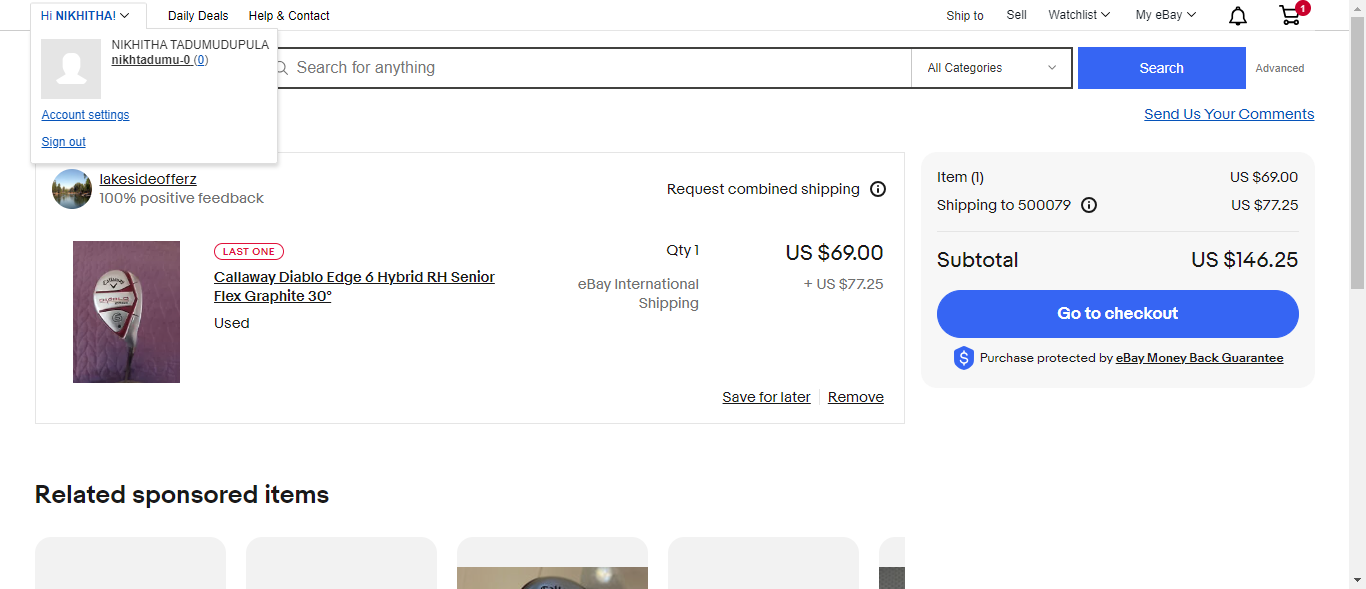 Hi NIKHITHA!
Daily Deals
Help & Contact
Ship to
Sell
Watchlist
My eBay
1
NIKHITHA TADUMUDUPULA
nikhtadumu-0 (0)
Account settings
Sign out
Search for anything
All Categories
Search
Advanced
Send Us Your Comments
lakesideofferz
100% positive feedback
Request combined shipping
LAST ONE
Callaway Diablo Edge 6 Hybrid RH Senior
Flex Graphite 30°
Used
Qty 1
US $69.00
eBay International
Shipping
+ US $77.25
Save for later
Remove
Item (1)
US $69.00
Shipping to 500079
US $77.25
Subtotal
US $146.25
Go to checkout
Purchase protected by eBay Money Back Guarantee
Related sponsored items